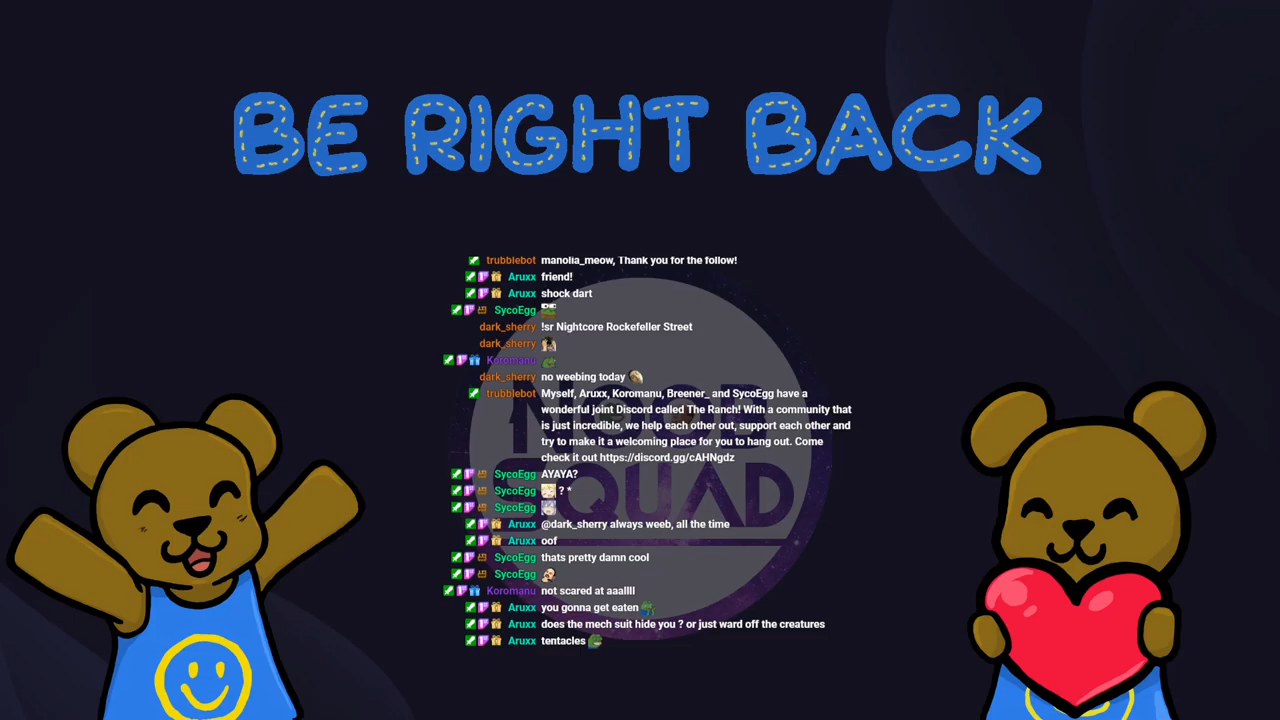 BE RIGHT BACK
trubblebot manolia_meow, Thank you for the follow!
Aruxx friend!
Aruxx shock dart
SycoEgg
dark_sherry !sr Nightcore Rockefeller Street
dark_sherry
Koromanu
dark_sherry no weebing today
trubblebot Myself, Aruxx, Koromanu, Breener_ and SycoEgg have a
wonderful joint Discord called The Ranch! With a community that
is just incredible, we help each other out, support each other and
try to make it a welcoming place for you to hang out. Come
check it out https://discord.gg/cAHNgdz
SycoEgg AYAYA?
SycoEgg ? *
SycoEgg
Aruxx @dark_sherry always weeb, all the time
Aruxx oof
SycoEgg thats pretty damn cool
SycoEgg
Koromanu not scared at aaallll
Aruxx you gonna get eaten
Aruxx does the mech suit hide you ? or just ward off the creatures
Aruxx tentacles
NOOB
SQUAD